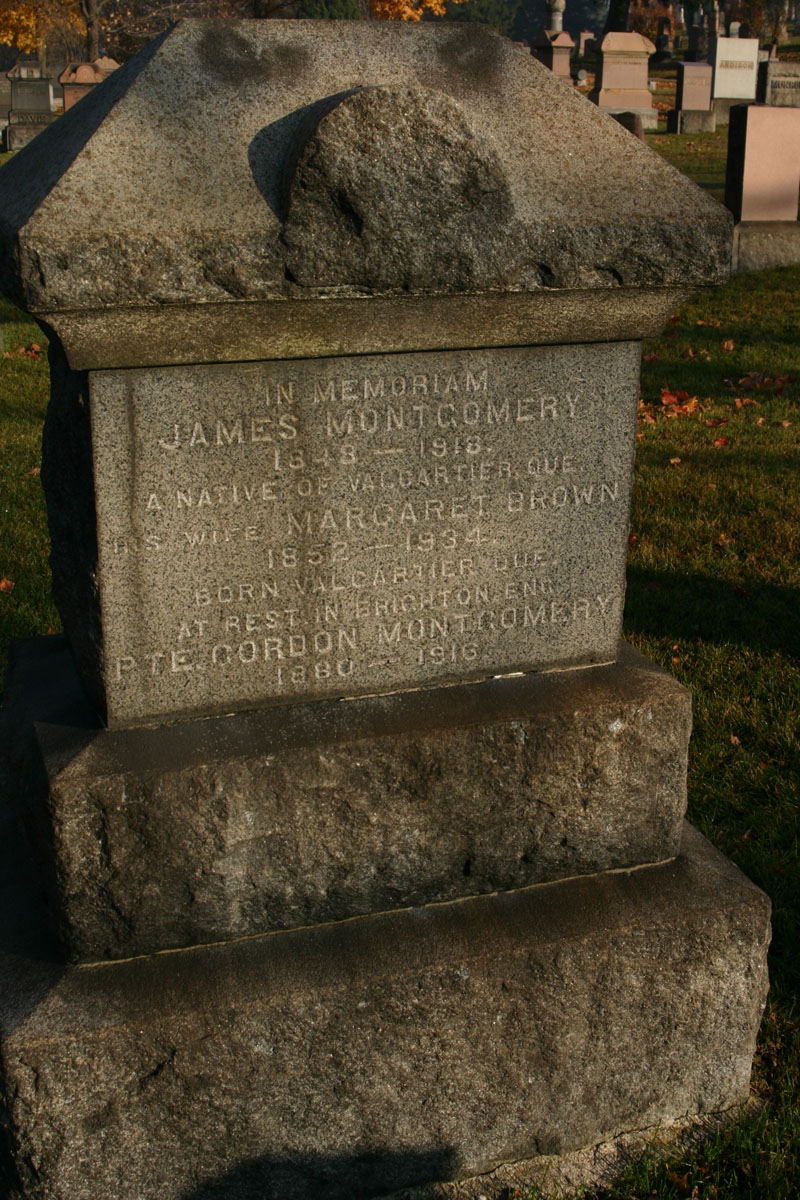 IN MEMORIAM
JAMES MONTGOMERY
1848 — 1918.
A NATIVE OF VALCARTIER, QUE.
HIS WIFE MARGARET BROWN
1852 — 1934.
BORN VALCARTIER QUE.
AT REST IN BRIGHTON, ENG.
PTE. GORDON MONTGOMERY
1880 — 1916.
DAVIS